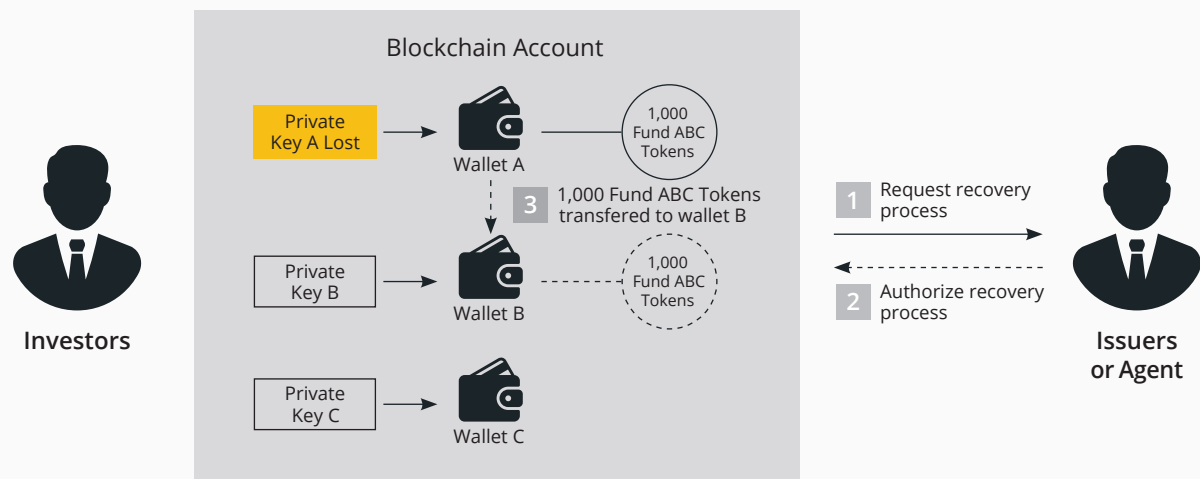 Blockchain Account
Private
Key A Lost
Wallet A
1,000
Fund ABC
Tokens
3
1,000 Fund ABC Tokens
transfered to wallet B
Private
Key B
Wallet B
1,000
Fund ABC
Tokens
Private
Key C
Wallet C
Investors
1
Request recovery
process
2
Authorize recovery
process
Issuers
or Agent